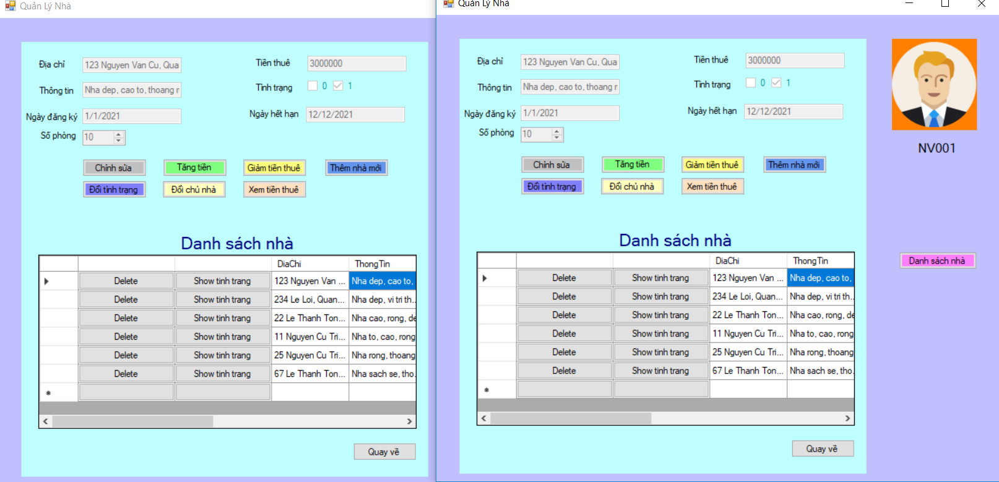 Quản Lý Nhà
Địa chỉ
123 Nguyen Van Cu, Qua
Tiền thuê
3000000
Thông tin
Nha dep, cao to, thoang r
Tình trạng
0
1
Ngày đăng ký
1/1/2021
Ngày hết hạn
12/12/2021
Số phòng
10
Chỉnh sửa
Tăng tiền
Giảm tiền thuê
Thêm nhà mới
Đổi tình trạng
Đổi chủ nhà
Xem tiền thuê
Danh sách nhà
DiaChi ThongTin
Delete Show tinh trang 123 Nguyen Van ... Nha dep, cao to,
Delete Show tinh trang 234 Le Loi, Quan... Nha dep, vi tri th...
Delete Show tinh trang 22 Le Thanh Ton... Nha cao, rong, de
Delete Show tinh trang 11 Nguyen Cu Tri... Nha to, cao, rong
Delete Show tinh trang 25 Nguyen Cu Tri... Nha rong, thoang
Delete Show tinh trang 67 Le Thanh Ton... Nha sach se, tho...
Quay về
Quản Lý Nhà
Địa chỉ
123 Nguyen Van Cu, Qua
Tiền thuê
3000000
Thông tin
Nha dep, cao to, thoang r
Tình trạng
0
1
Ngày đăng ký
1/1/2021
Ngày hết hạn
12/12/2021
Số phòng
10
Chỉnh sửa
Tăng tiền
Giảm tiền thuê
Thêm nhà mới
Đổi tình trạng
Đổi chủ nhà
Xem tiền thuê
Danh sách nhà
DiaChi ThongTin
Delete Show tinh trang 123 Nguyen Van ... Nha dep, cao to,
Delete Show tinh trang 234 Le Loi, Quan... Nha dep, vi tri th...
Delete Show tinh trang 22 Le Thanh Ton... Nha cao, rong, de
Delete Show tinh trang 11 Nguyen Cu Tri... Nha to, cao, rong
Delete Show tinh trang 25 Nguyen Cu Tri... Nha rong, thoang
Delete Show tinh trang 67 Le Thanh Ton... Nha sach se, tho...
Quay về
NV001
Danh sách nhà